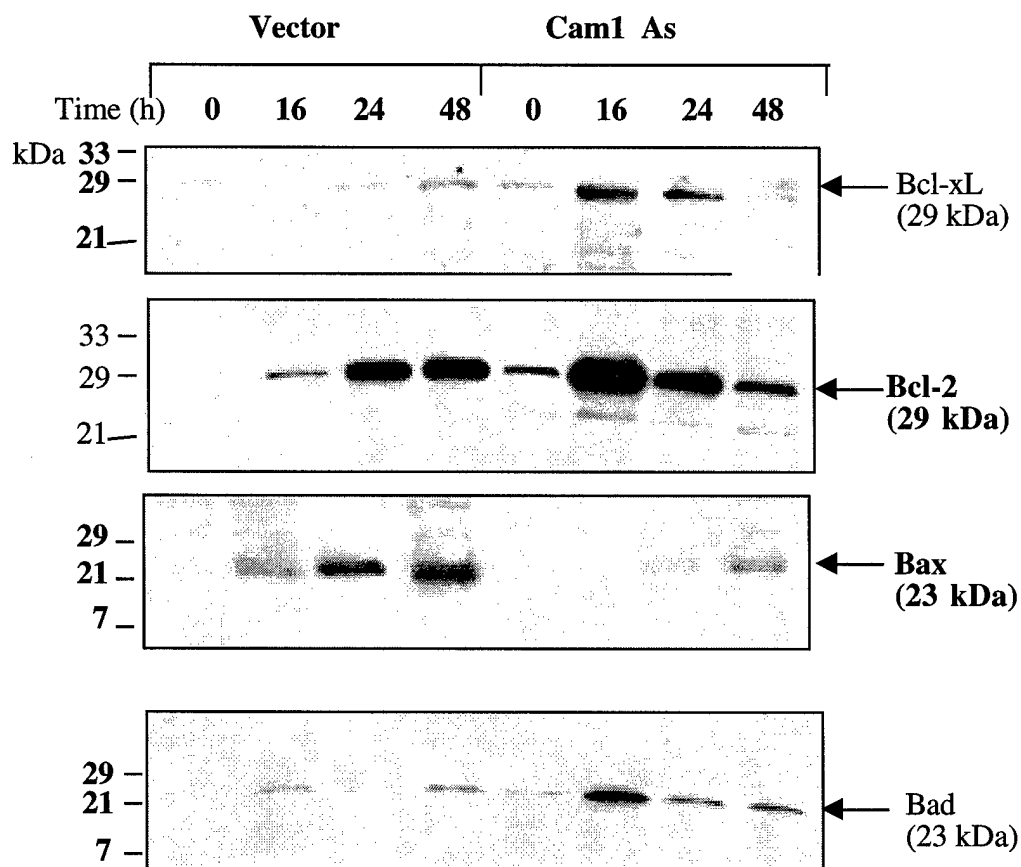 Vector Cam1 As
Time (h) 0 16 24 48 0 16 24 48
kDa 33
29
21
Bcl-xL
(29 kDa)
33
29
21
Bcl-2
(29 kDa)
29
21
7
Bax
(23 kDa)
29
21
7
Bad
(23 kDa)